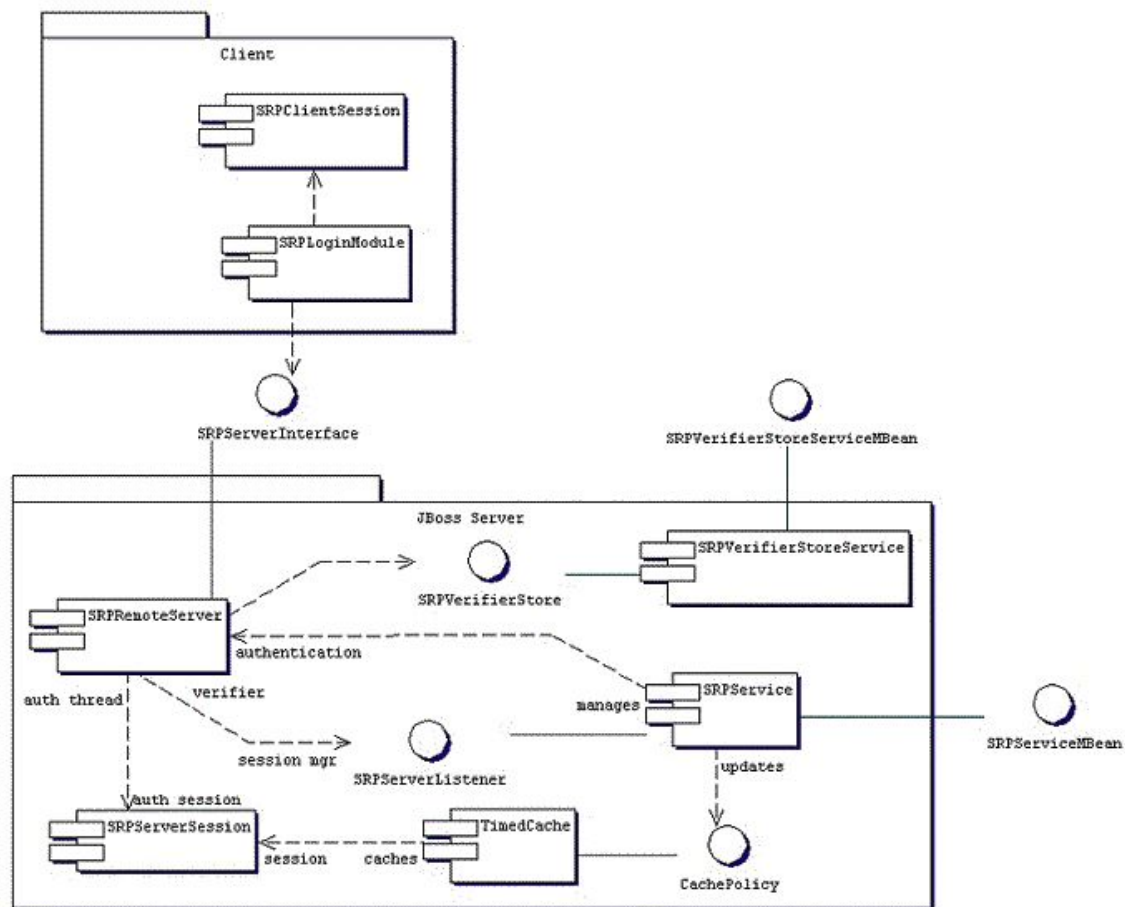 Client
SRPClientSession
SRPLoginModule
SRPServerInterface
SRPVerifierStoreServiceMBean
JBoss Server
SRPVerifierStoreService
SRPVerifierStore
SRPRemoteServer
authentication
auth thread
verifier
SRPService
manages
SRPServiceMBean
session mgr
SRPServerListener
updates
auth session
SRPServerSession
TimedCache
session
caches
CachePolicy